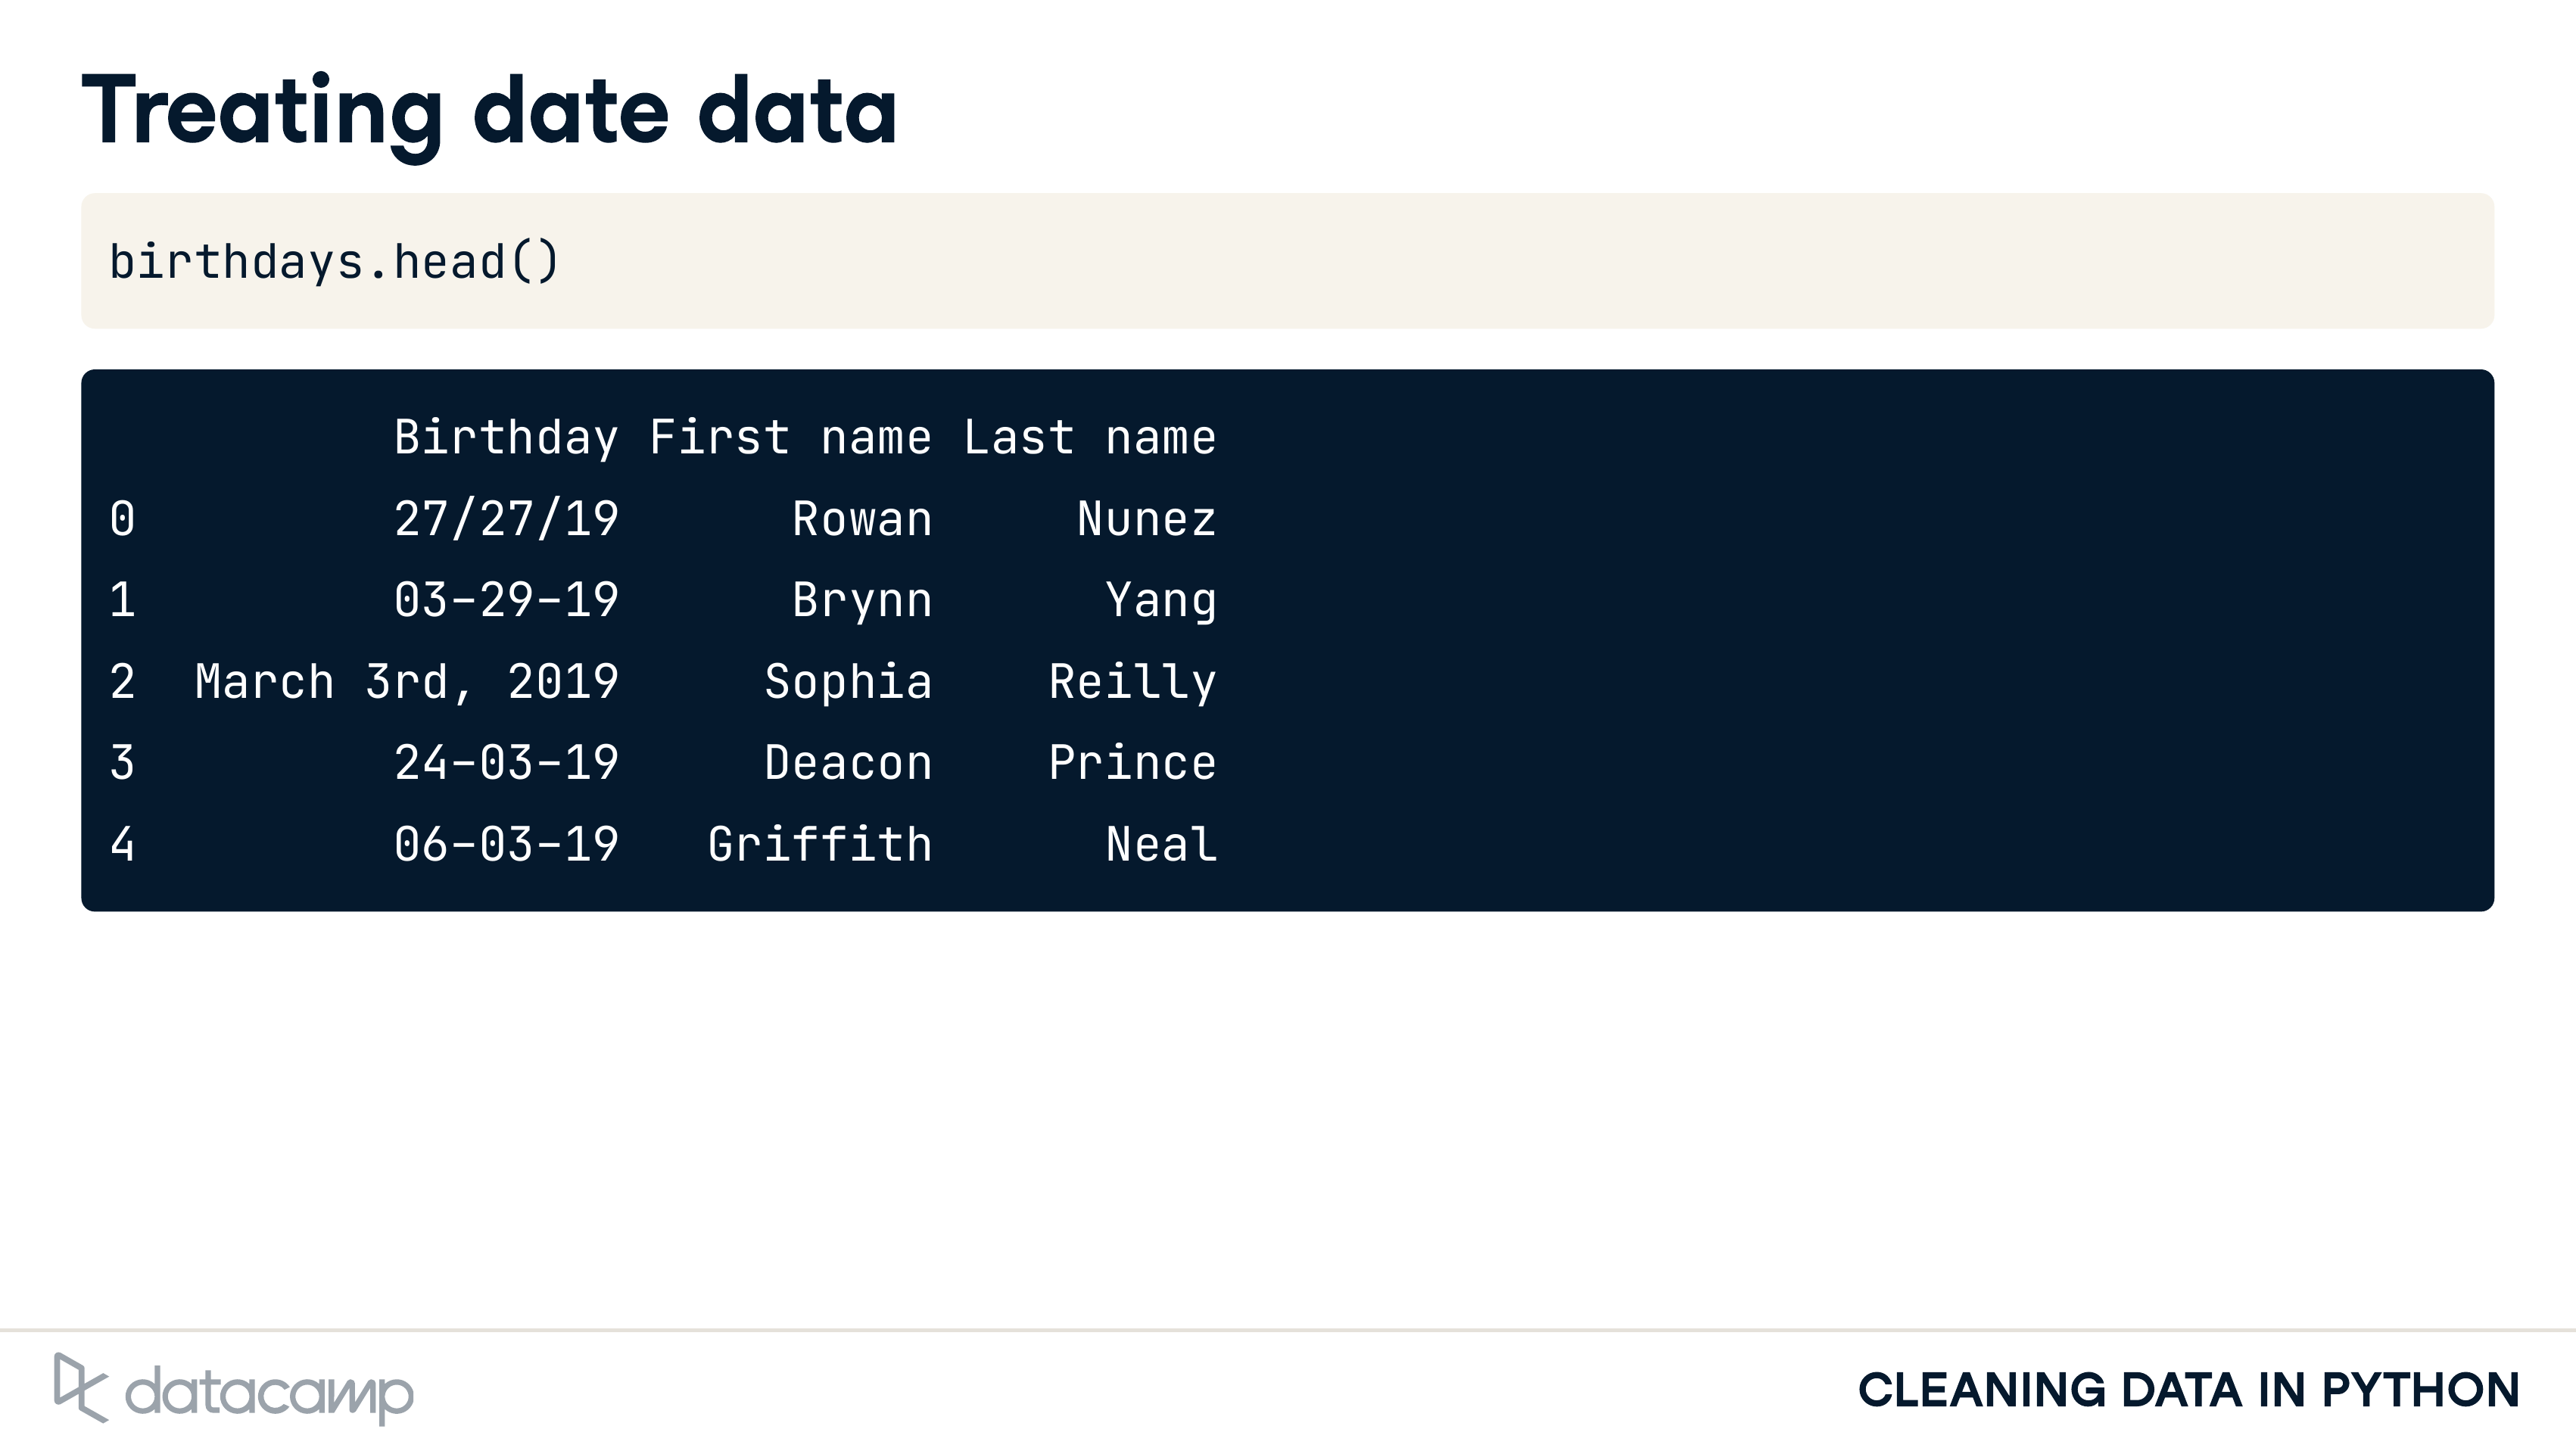 Treating date data
birthdays.head()
Birthday First name Last name
0 27/27/19 Rowan Nunez
1 03-29-19 Brynn Yang
2 March 3rd, 2019 Sophia Reilly
3 24-03-19 Deacon Prince
4 06-03-19 Griffith Neal
datacamp
CLEANING DATA IN PYTHON